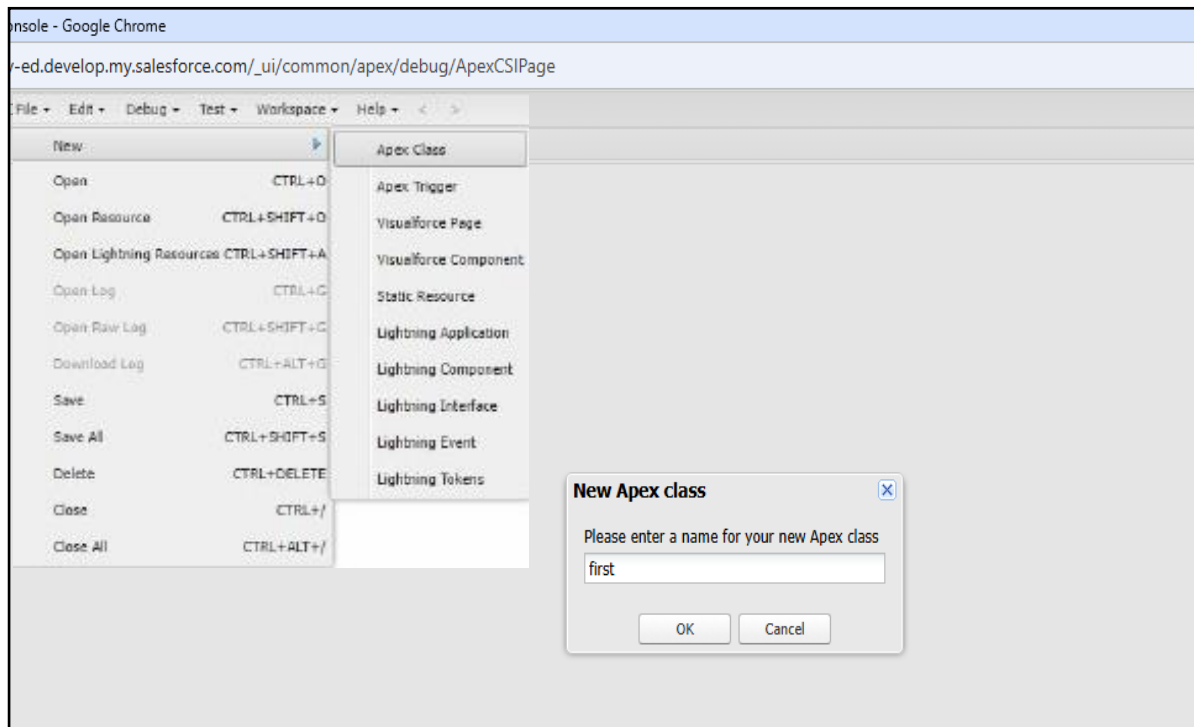 onsole - Google Chrome
y-ed.develop.my.salesforce.com/_ui/common/apex/debug/ApexCSIPage
File Edit Debug Test Workspace Help < >
New
Open CTRL+O
Open Resource CTRL+SHIFT+O
Open Lightning Resources CTRL+SHIFT+A
Open Log CTRL+G
Open Raw Log CTRL+SHIFT+G
Download Log CTRL+ALT+G
Save CTRL+S
Save All CTRL+SHIFT+S
Delete CTRL+DELETE
Close CTRL+/
Close All CTRL+ALT+/
Apex Class
Apex Trigger
Visualforce Page
Visualforce Component
Static Resource
Lightning Application
Lightning Component
Lightning Interface
Lightning Event
Lightning Tokens
New Apex class
Please enter a name for your new Apex class
first
OK Cancel